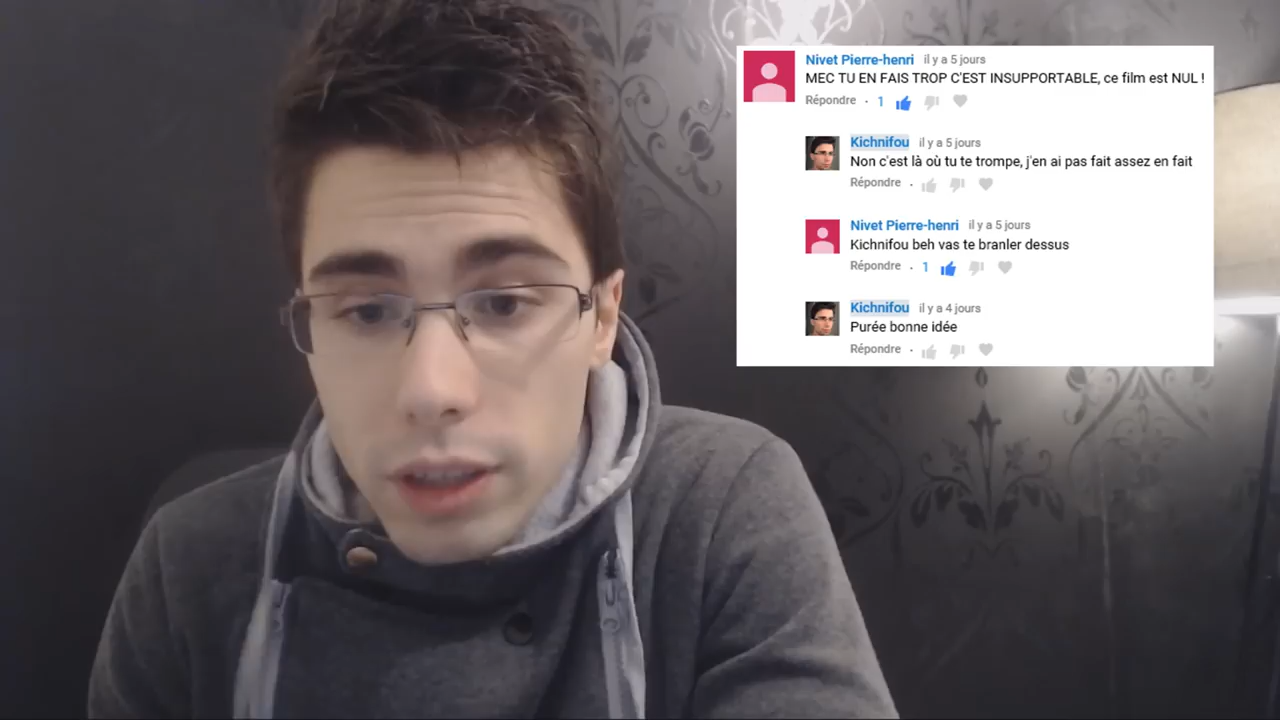 Nivet Pierre-henri il y a 5 jours
MEC TU EN FAIS TROP C'EST INSUPPORTABLE, ce film est NUL !
Répondre · 1
Kichnifou il y a 5 jours
Non c'est là où tu te trompe, j'en ai pas fait assez en fait
Répondre ·
Nivet Pierre-henri il y a 5 jours
Kichnifou beh vas te branler dessus
Répondre · 1
Kichnifou il y a 4 jours
Purée bonne idée
Répondre ·